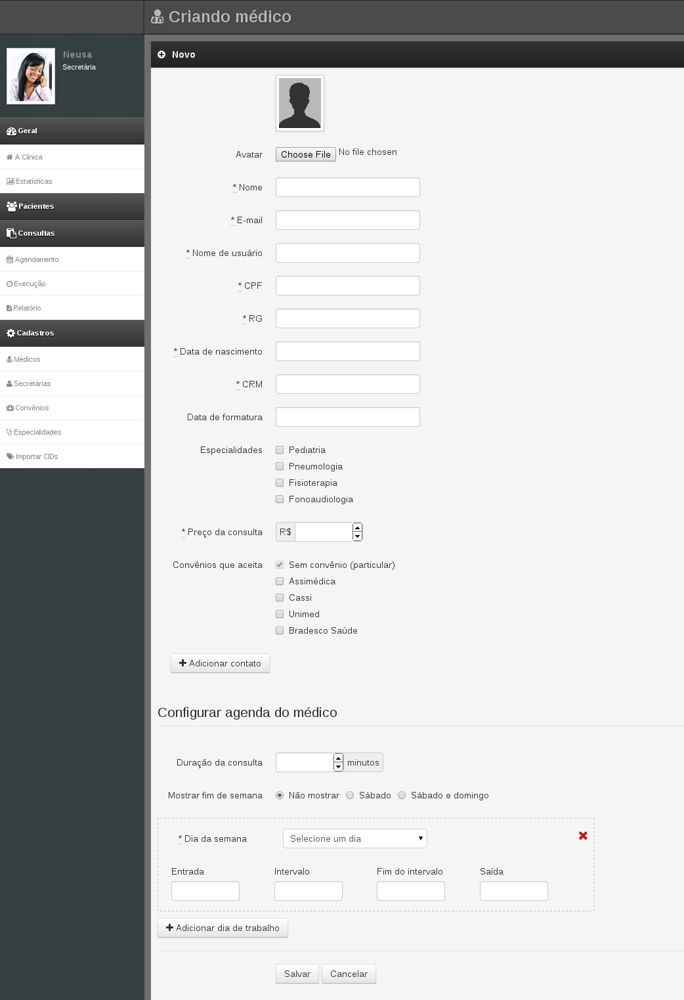 Criando médico
Neusa
Secretária
Geral
A Clínica
Estatísticas
Pacientes
Consultas
Agendamento
Execução
Relatório
Cadastros
Médicos
Secretárias
Convênios
Especialidades
Importar CIDs
Novo
Avatar Choose File No file chosen
* Nome
* E-mail
* Nome de usuário
* CPF
* RG
* Data de nascimento
* CRM
Data de formatura
Especialidades Pediatria
Pneumologia
Fisioterapia
Fonoaudiologia
* Preço da consulta R$
Convênios que aceita Sem convênio (particular)
Assimédica
Cassi
Unimed
Bradesco Saúde
Adicionar contato
Configurar agenda do médico
Duração da consulta minutos
Mostrar fim de semana Não mostrar Sábado Sábado e domingo
* Dia da semana Selecione um dia
Entrada Intervalo Fim do intervalo Saída
Adicionar dia de trabalho
Salvar Cancelar